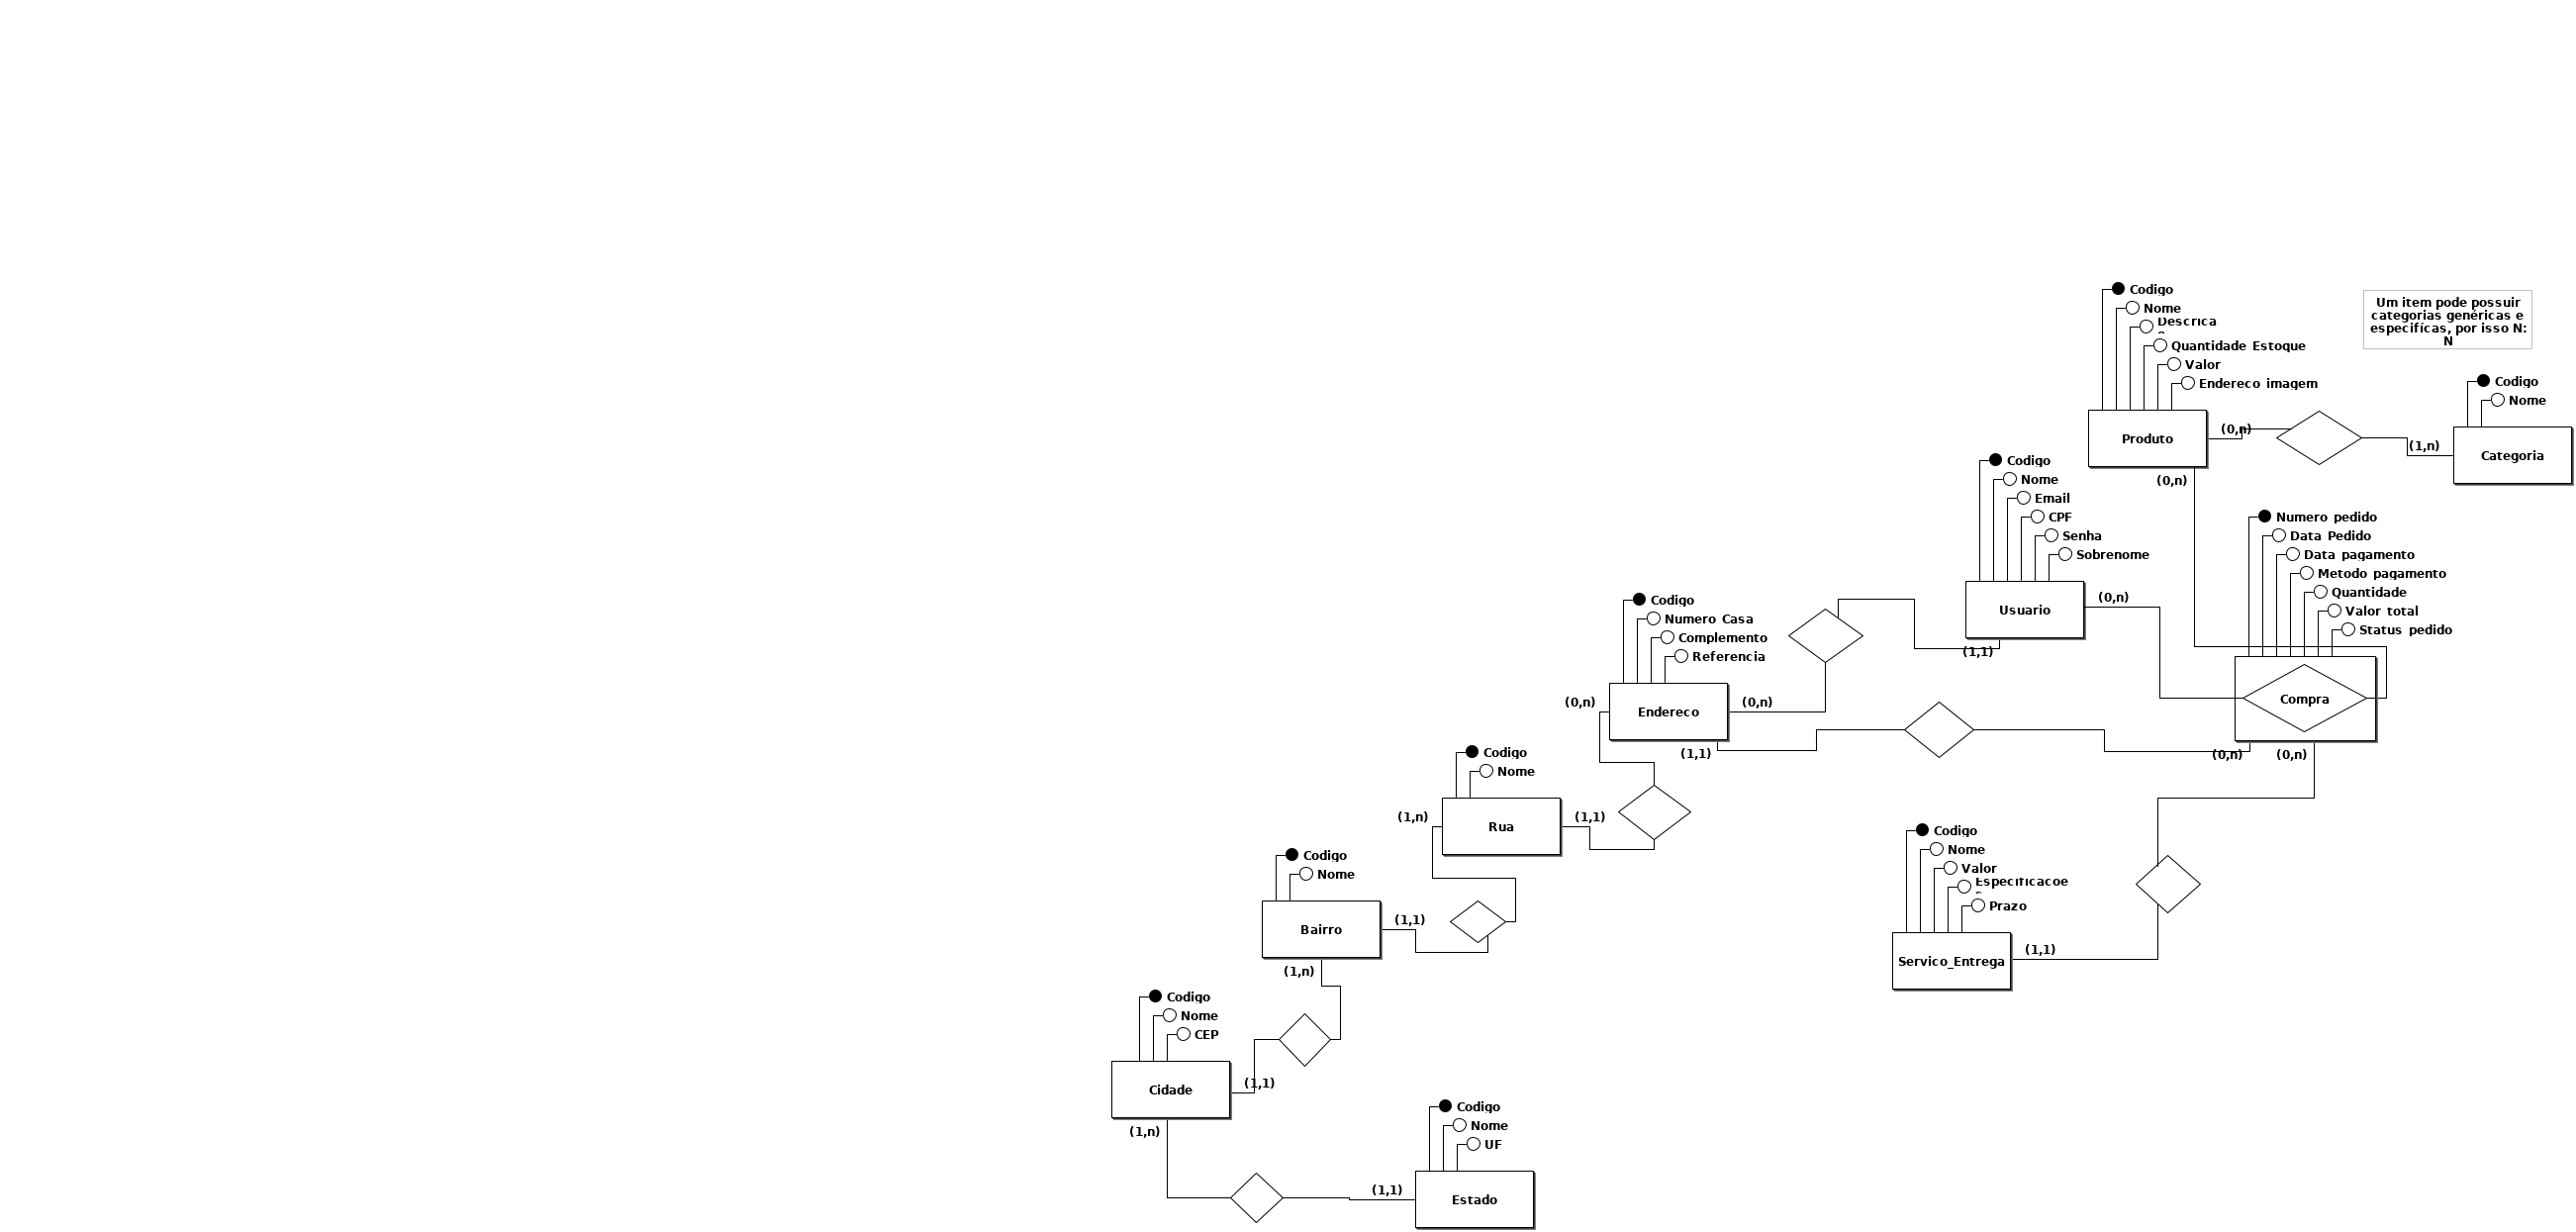 Codigo
Nome
Quantidade Estoque
Valor
Endereco imagem
Produto
(0,n)
(0,n)
Um item pode possuir
categorias genéricas e
especifícas, por isso N:
N
Codigo
Nome
(1,n)
Categoria
Codigo
Nome
Email
CPF
Senha
Sobrenome
Usuario
(0,n)
(1,1)
Numero pedido
Data Pedido
Data pagamento
Metodo pagamento
Quantidade
Valor total
Status pedido
Compra
(0,n)
(0,n)
Codigo
Numero Casa
Complemento
Referencia
(0,n)
Endereco
(0,n)
(1,1)
Codigo
Nome
(1,n)
Rua
(1,1)
Codigo
Nome
Valor
Prazo
Servico_Entrega
(1,1)
Codigo
Nome
Bairro
(1,1)
(1,n)
Codigo
Nome
CEP
Cidade
(1,1)
(1,n)
Codigo
Nome
UF
(1,1)
Estado